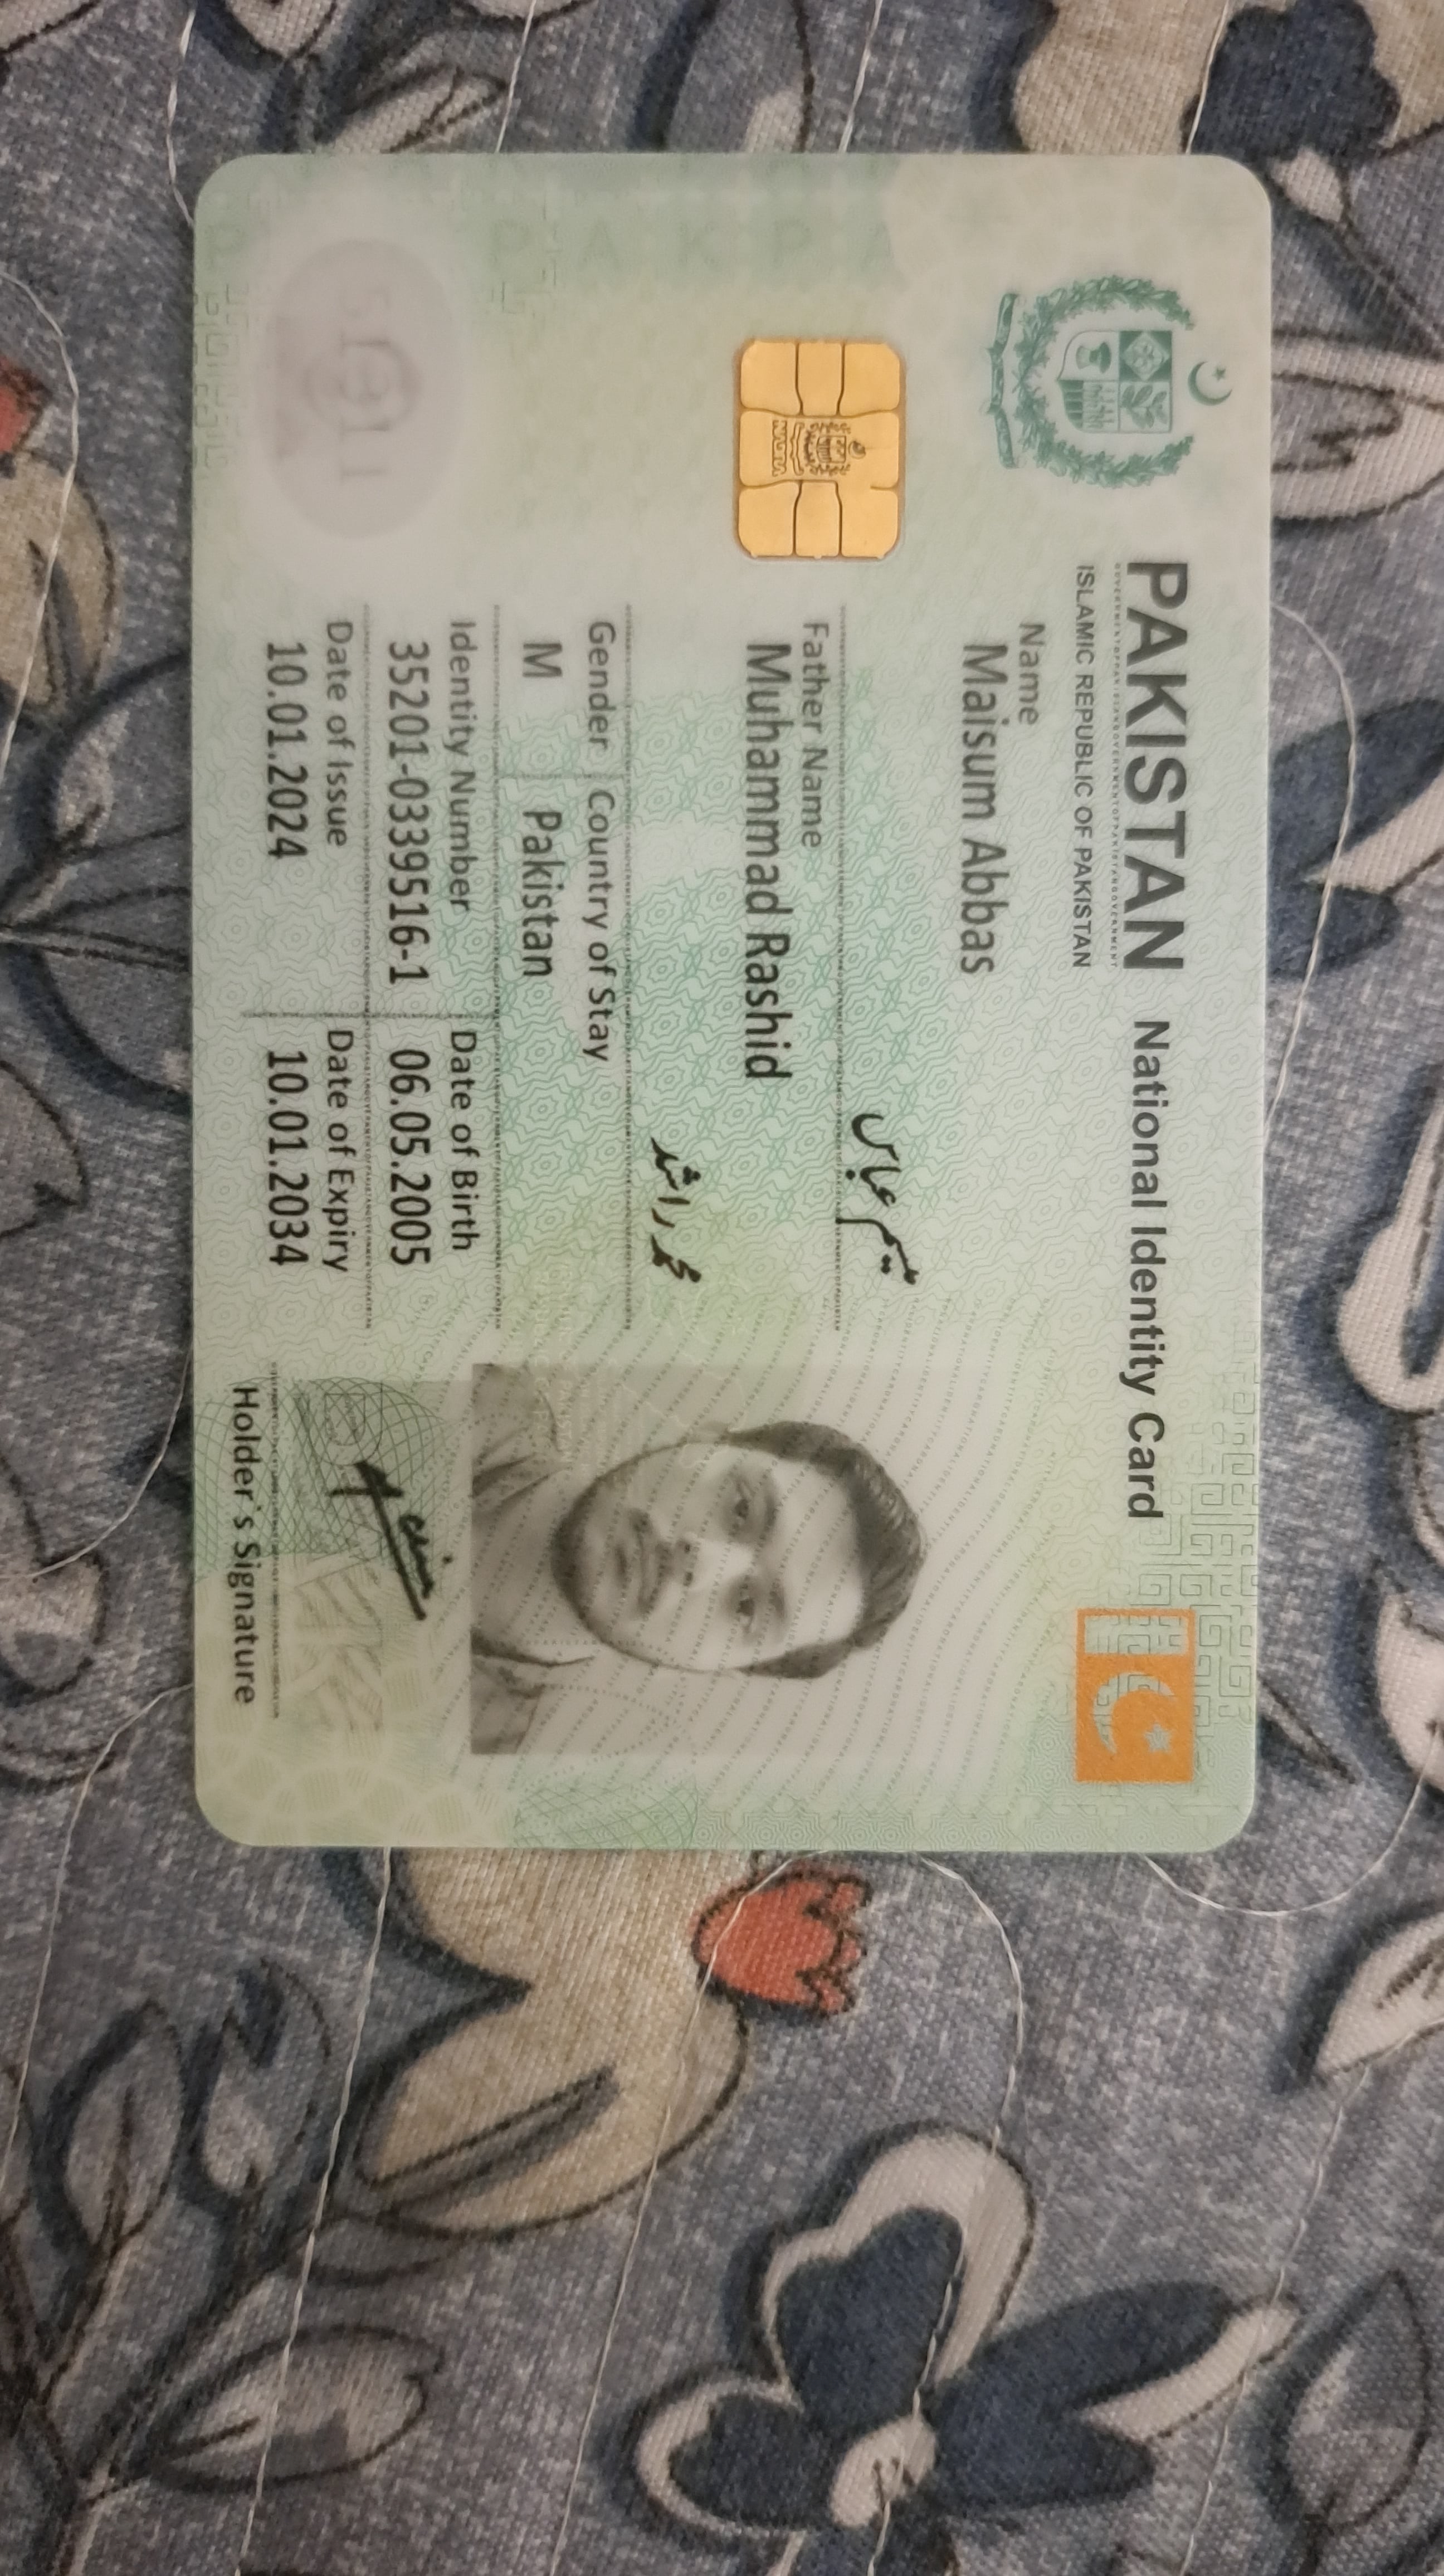 PAKISTAN National Identity Card
ISLAMIC REPUBLIC OF PAKISTAN
Name
Maisum Abbas
میثم عباس
Father Name
Muhammad Rashid
محمد راشد
Gender Country of Stay
M Pakistan
Identity Number Date of Birth
35201-0339516-1 06.05.2005
Date of Issue Date of Expiry
10.01.2024 10.01.2034
Holder's Signature